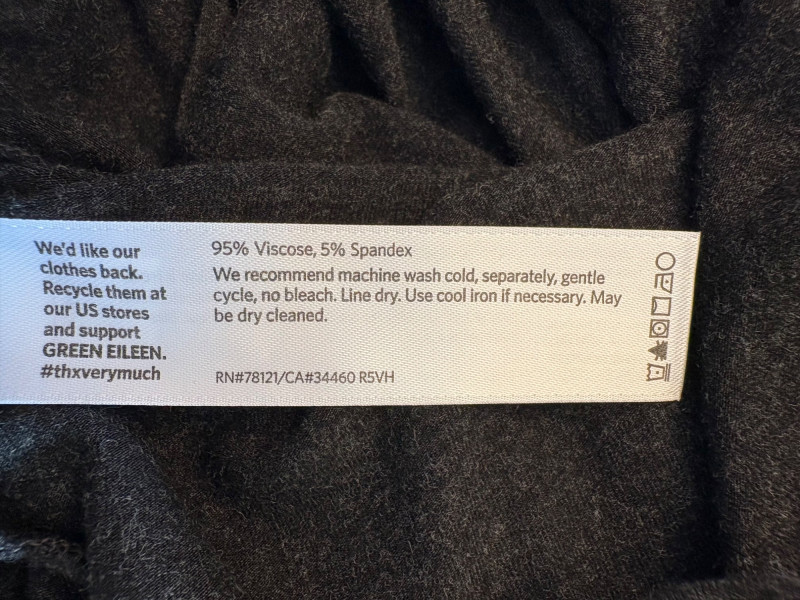 We'd like our
clothes back.
Recycle them at
our US stores
and support
GREEN EILEEN.
#thxverymuch
95% Viscose, 5% Spandex
We recommend machine wash cold, separately, gentle
cycle, no bleach. Line dry. Use cool iron if necessary. May
be dry cleaned.
RN#78121/CA#34460 R5VH